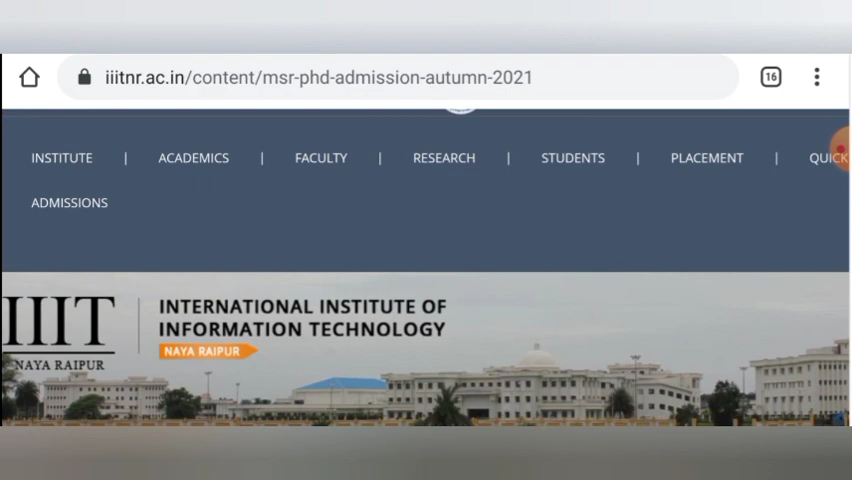 iiitnr.ac.in/content/msr-phd-admission-autumn-2021
16
INSTITUTE | ACADEMICS | FACULTY | RESEARCH | STUDENTS | PLACEMENT | QUICK
ADMISSIONS
IIIT
NAYA RAIPUR
INTERNATIONAL INSTITUTE OF
INFORMATION TECHNOLOGY
NAYA RAIPUR